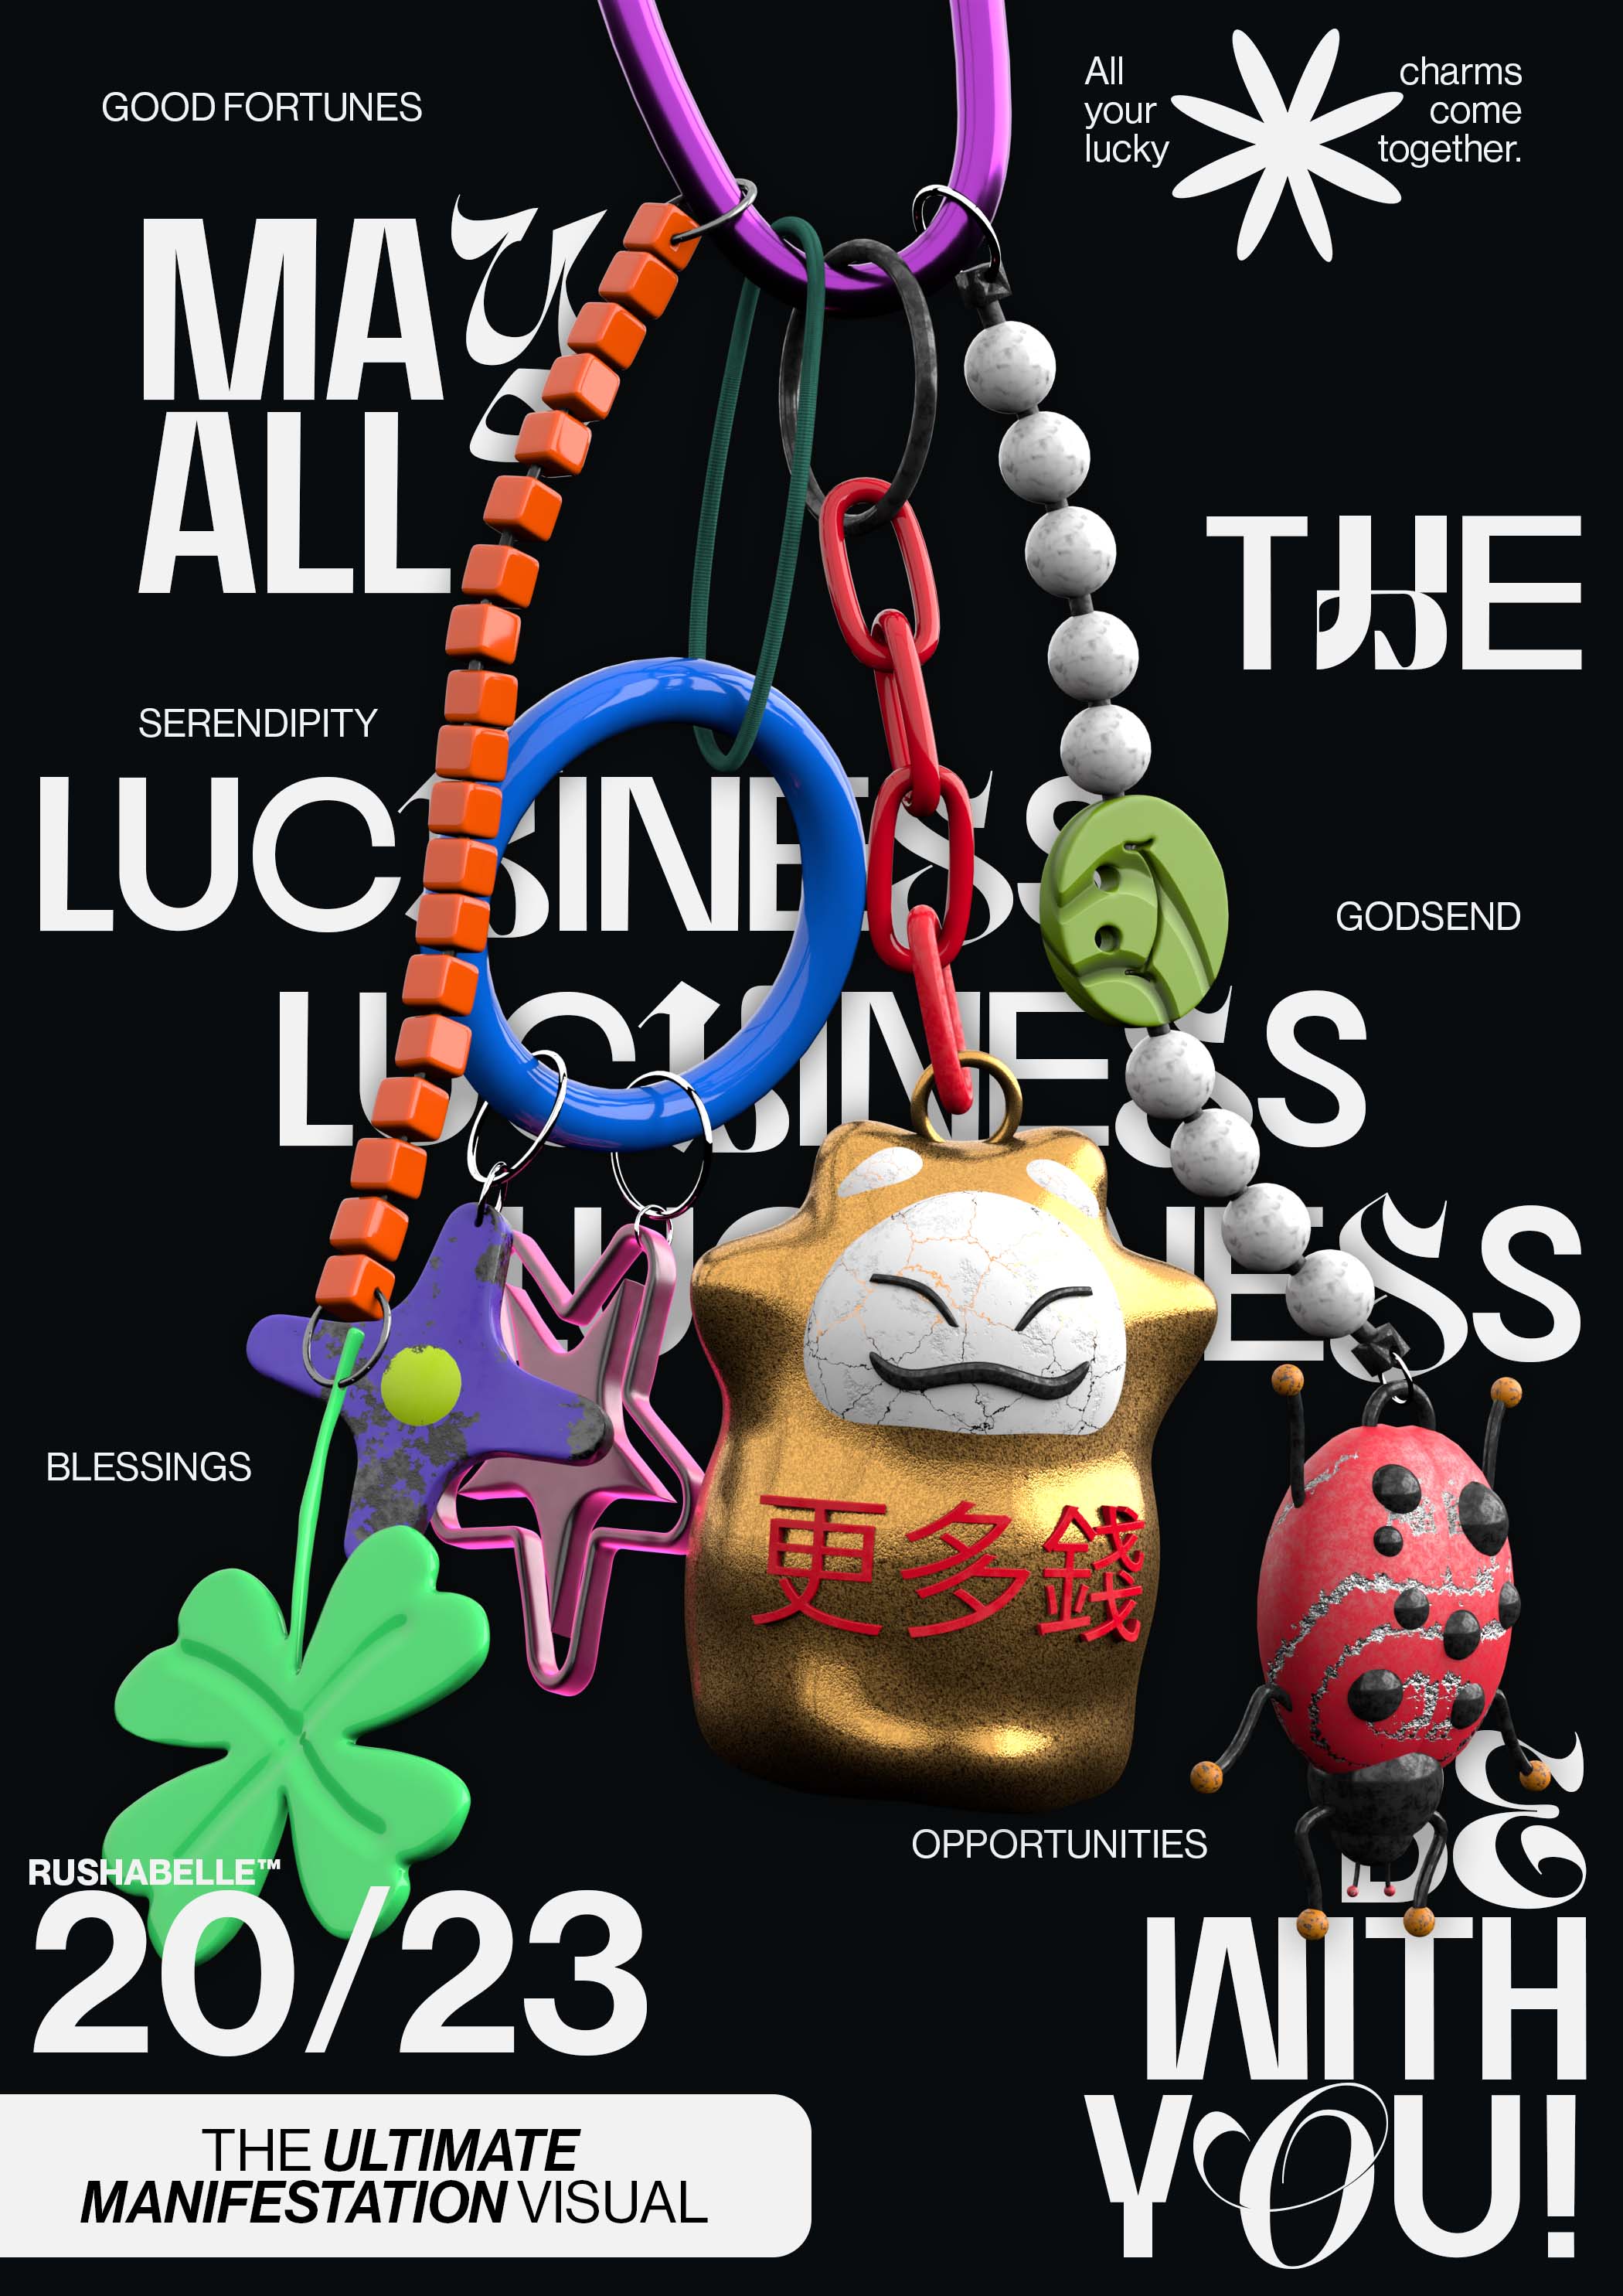 GOOD FORTUNES
All your lucky
charms come together.
MAY
ALL
THE
SERENDIPITY
LUCKINESS
GODSEND
LUCKINESS
LUCKINESS
BLESSINGS
更多錢
OPPORTUNITIES
BE
WITH
YOU!
RUSHABELLE™
20/23
THE ULTIMATE
MANIFESTATION VISUAL